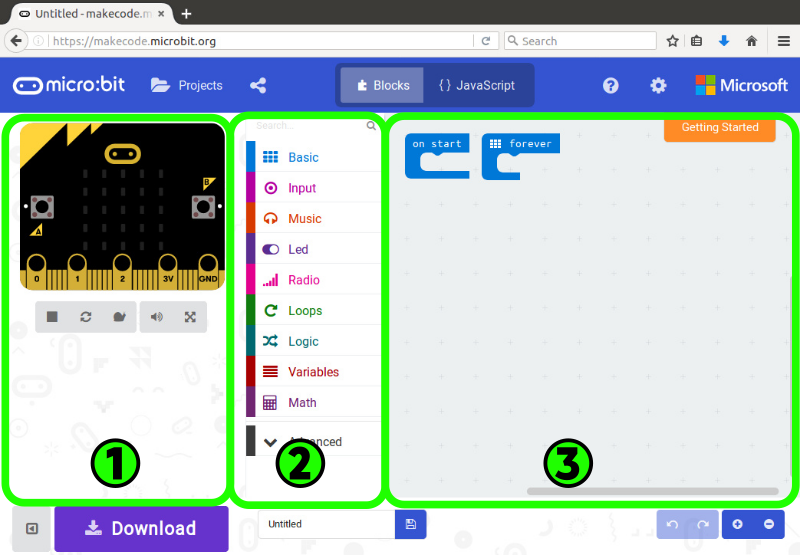 Untitled - makecode.m
https://makecode.microbit.org
Search
micro:bit
Projects
Blocks
{ } JavaScript
?
Microsoft
Search...
Getting Started
Basic
Input
Music
Led
Radio
Loops
Logic
Variables
Math
Advanced
on start
forever
B
A
0 1 2 3V GND
1
2
3
Download
Untitled